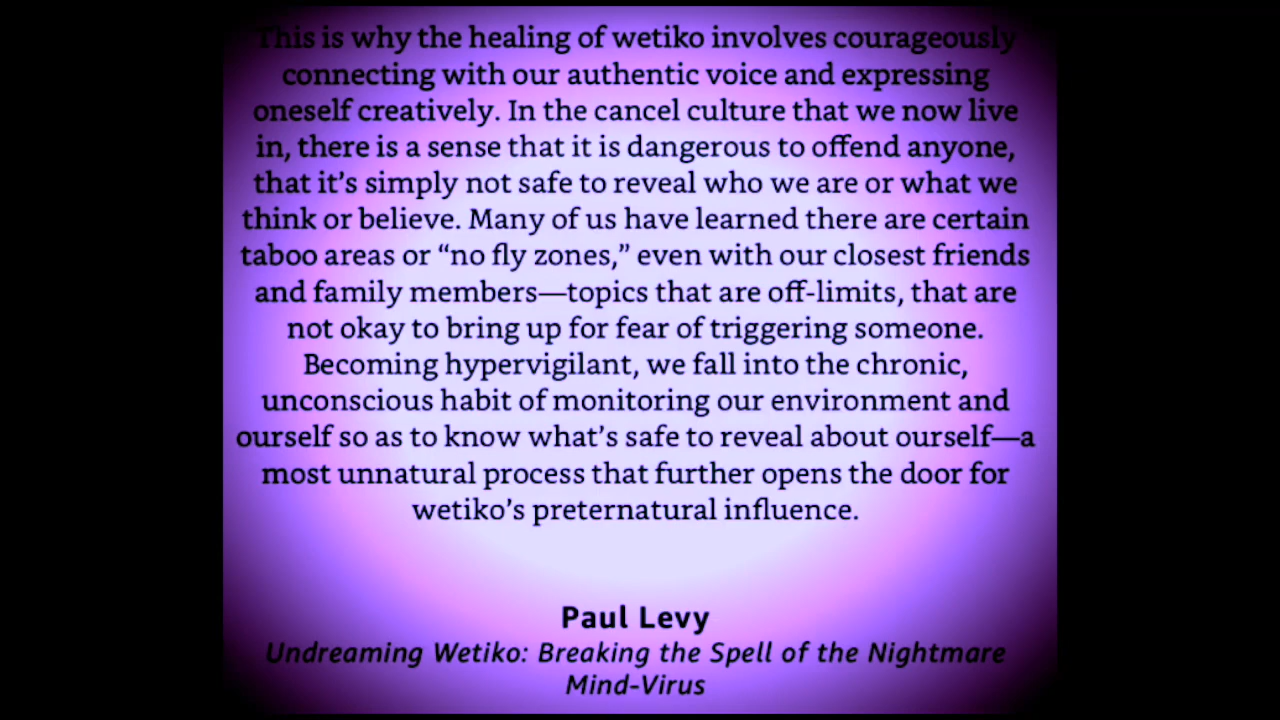 This is why the healing of wetiko involves courageously
connecting with our authentic voice and expressing
oneself creatively. In the cancel culture that we now live
in, there is a sense that it is dangerous to offend anyone,
that it’s simply not safe to reveal who we are or what we
think or believe. Many of us have learned there are certain
taboo areas or “no fly zones,” even with our closest friends
and family members—topics that are off-limits, that are
not okay to bring up for fear of triggering someone.
Becoming hypervigilant, we fall into the chronic,
unconscious habit of monitoring our environment and
ourself so as to know what’s safe to reveal about ourself—a
most unnatural process that further opens the door for
wetiko’s preternatural influence.
Paul Levy
Undreaming Wetiko: Breaking the Spell of the Nightmare
Mind-Virus